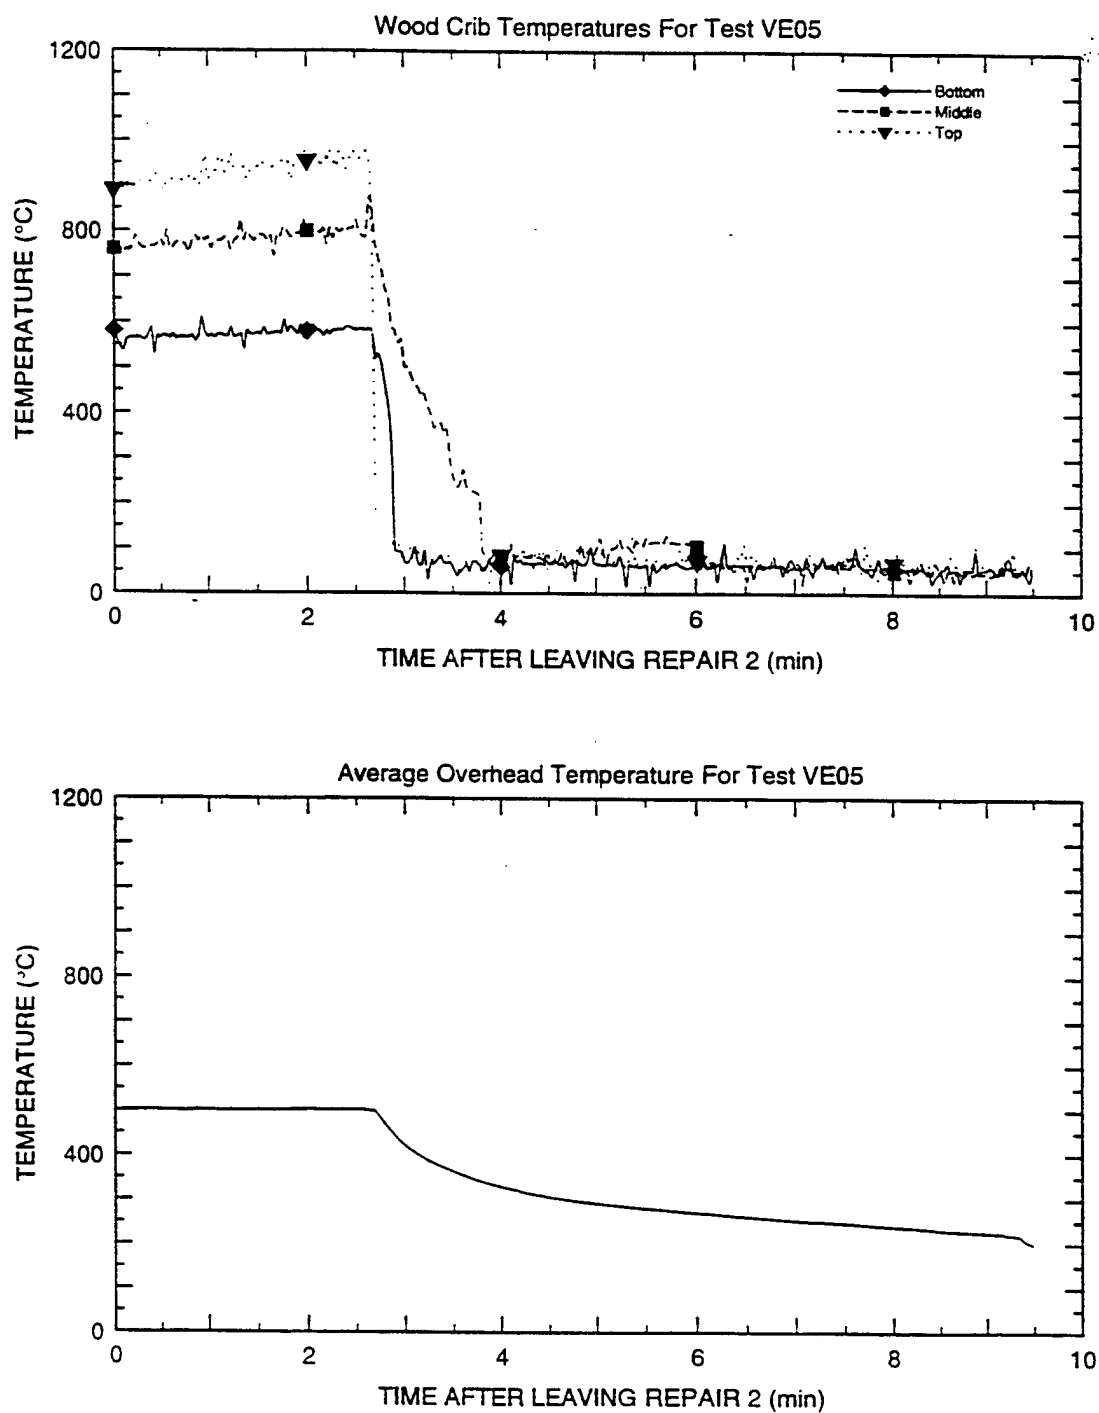 Wood Crib Temperatures For Test VE05
1200
800
400
0
TEMPERATURE (°C)
Bottom
Middle
Top
0 2 4 6 8 10
TIME AFTER LEAVING REPAIR 2 (min)
Average Overhead Temperature For Test VE05
1200
800
400
0
TEMPERATURE (°C)
0 2 4 6 8 10
TIME AFTER LEAVING REPAIR 2 (min)